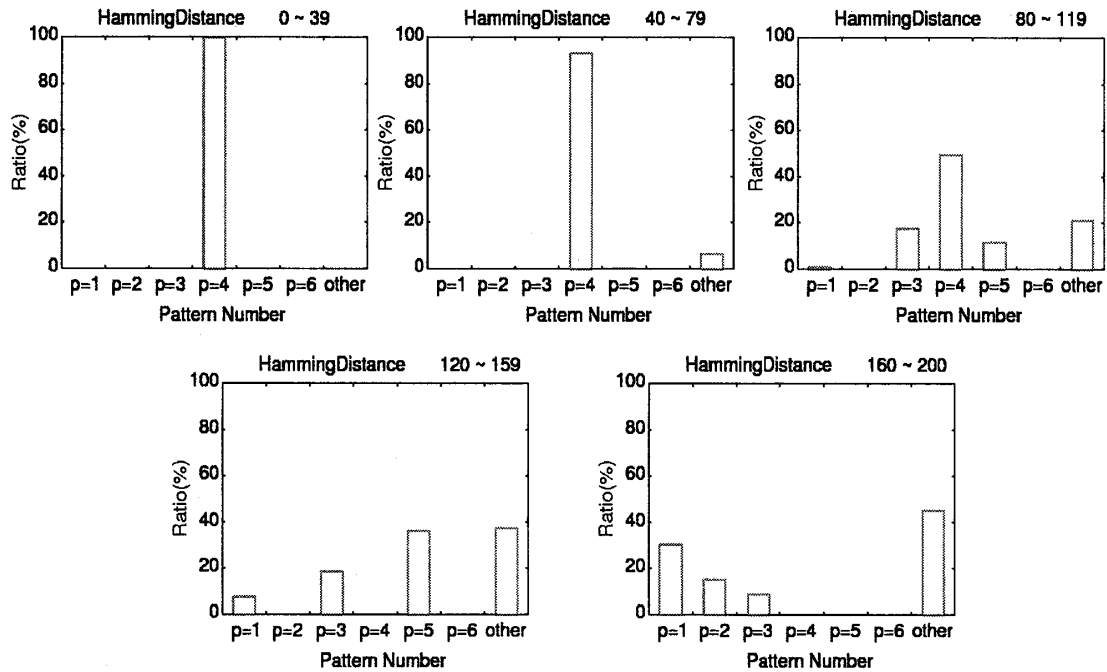 HammingDistance 0 ~ 39
100
80
60
40
20
0
Ratio(%)
p=1 p=2 p=3 p=4 p=5 p=6 other
Pattern Number
HammingDistance 40 ~ 79
100
80
60
40
20
0
Ratio(%)
p=1 p=2 p=3 p=4 p=5 p=6 other
Pattern Number
HammingDistance 80 ~ 119
100
80
60
40
20
0
Ratio(%)
p=1 p=2 p=3 p=4 p=5 p=6 other
Pattern Number
HammingDistance 120 ~ 159
100
80
60
40
20
0
Ratio(%)
p=1 p=2 p=3 p=4 p=5 p=6 other
Pattern Number
HammingDistance 160 ~ 200
100
80
60
40
20
0
Ratio(%)
p=1 p=2 p=3 p=4 p=5 p=6 other
Pattern Number